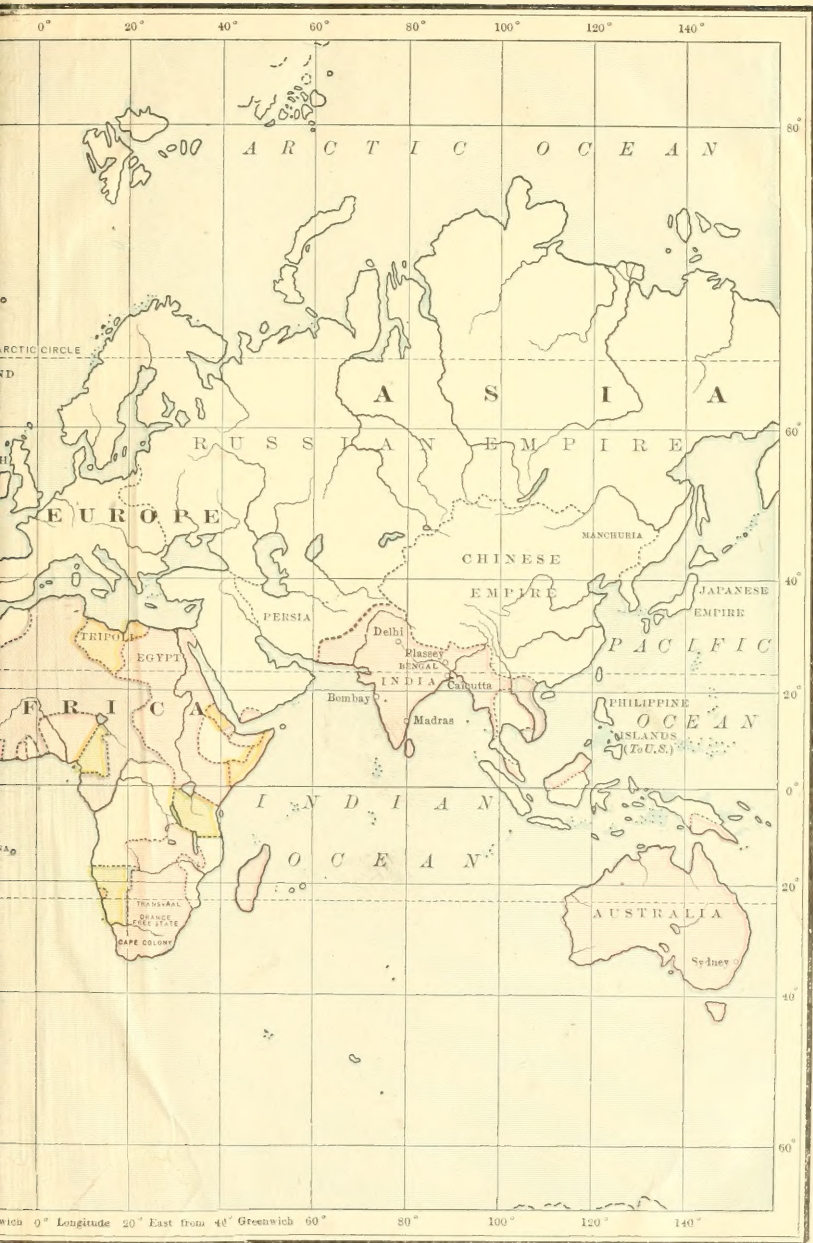 0° 20° 40° 60° 80° 100° 120° 140°
80°
ARCTIC OCEAN
ARCTIC CIRCLE
ASIA
60°
RUSSIAN EMPIRE
EUROPE
MANCHURIA
CHINESE
EMPIRE
40°
JAPANESE
EMPIRE
PERSIA
TRIPOLI
EGYPT
Delhi
Plassey
BENGAL
INDIA
Calcutta
Bombay
Madras
PACIFIC
OCEAN
20°
FRICA
PHILIPPINE
ISLANDS
(To U.S.)
0°
INDIAN
OCEAN
20°
TRANSVAAL
ORANGE
FREE STATE
CAPE COLONY
AUSTRALIA
Sydney
40°
60°
wich 0° Longitude 20° East from 40° Greenwich 60° 80° 100° 120° 140°